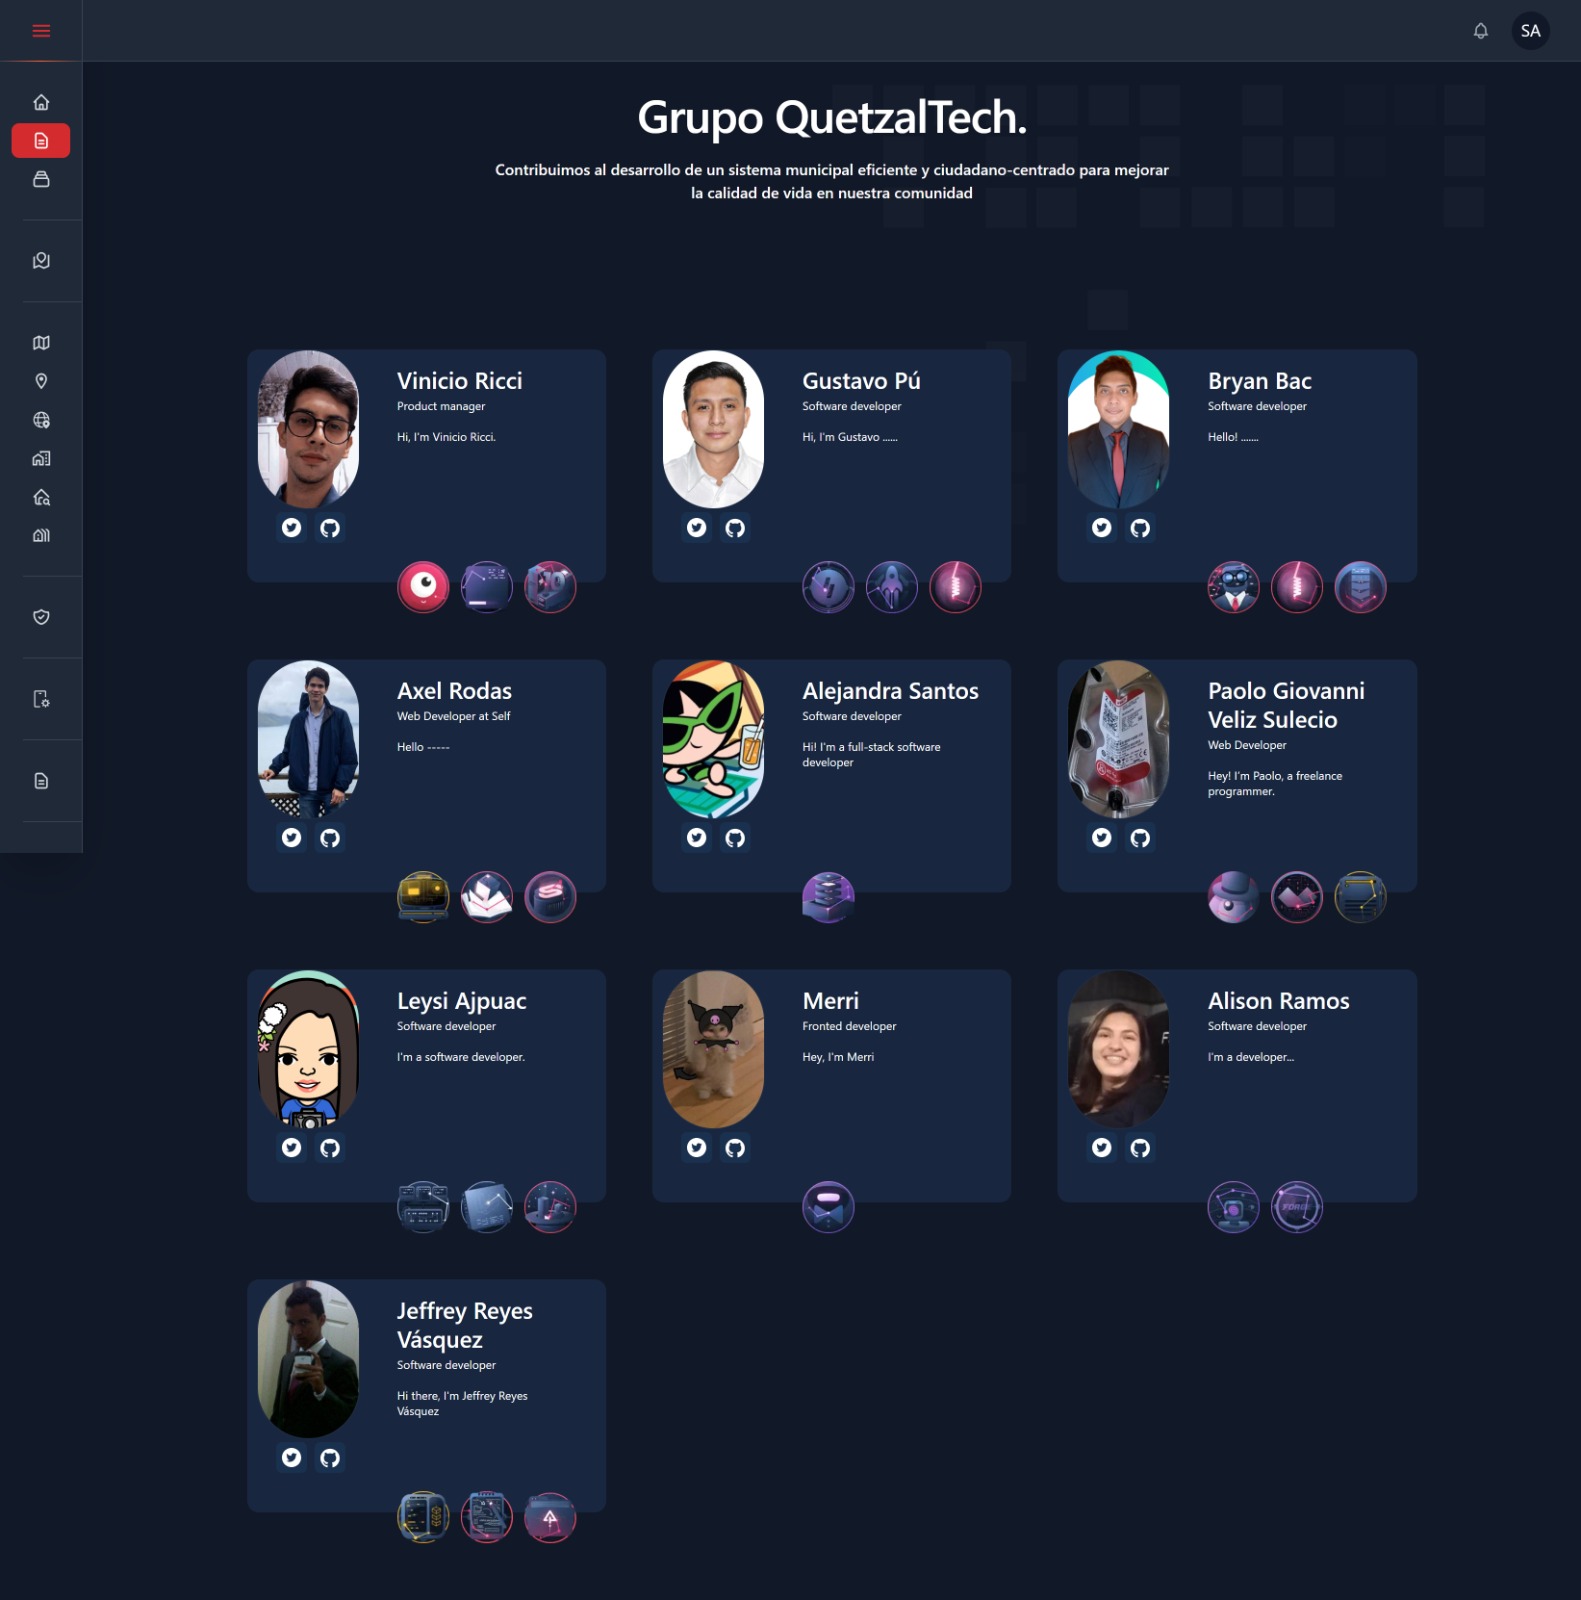 SA
Grupo QuetzalTech.
Contribuimos al desarrollo de un sistema municipal eficiente y ciudadano-centrado para mejorar
la calidad de vida en nuestra comunidad
Vinicio Ricci
Product manager
Hi, I'm Vinicio Ricci.
Gustavo Pú
Software developer
Hi, I'm Gustavo ......
Bryan Bac
Software developer
Hello! .......
Axel Rodas
Web Developer at Self
Hello -----
Alejandra Santos
Software developer
Hi! I'm a full-stack software
developer
Paolo Giovanni
Veliz Sulecio
Web Developer
Hey! I'm Paolo, a freelance
programmer.
Leysi Ajpuac
Software developer
I'm a software developer.
Merri
Fronted developer
Hey, I'm Merri
Alison Ramos
Software developer
I'm a developer...
Jeffrey Reyes
Vásquez
Software developer
Hi there, I'm Jeffrey Reyes
Vásquez